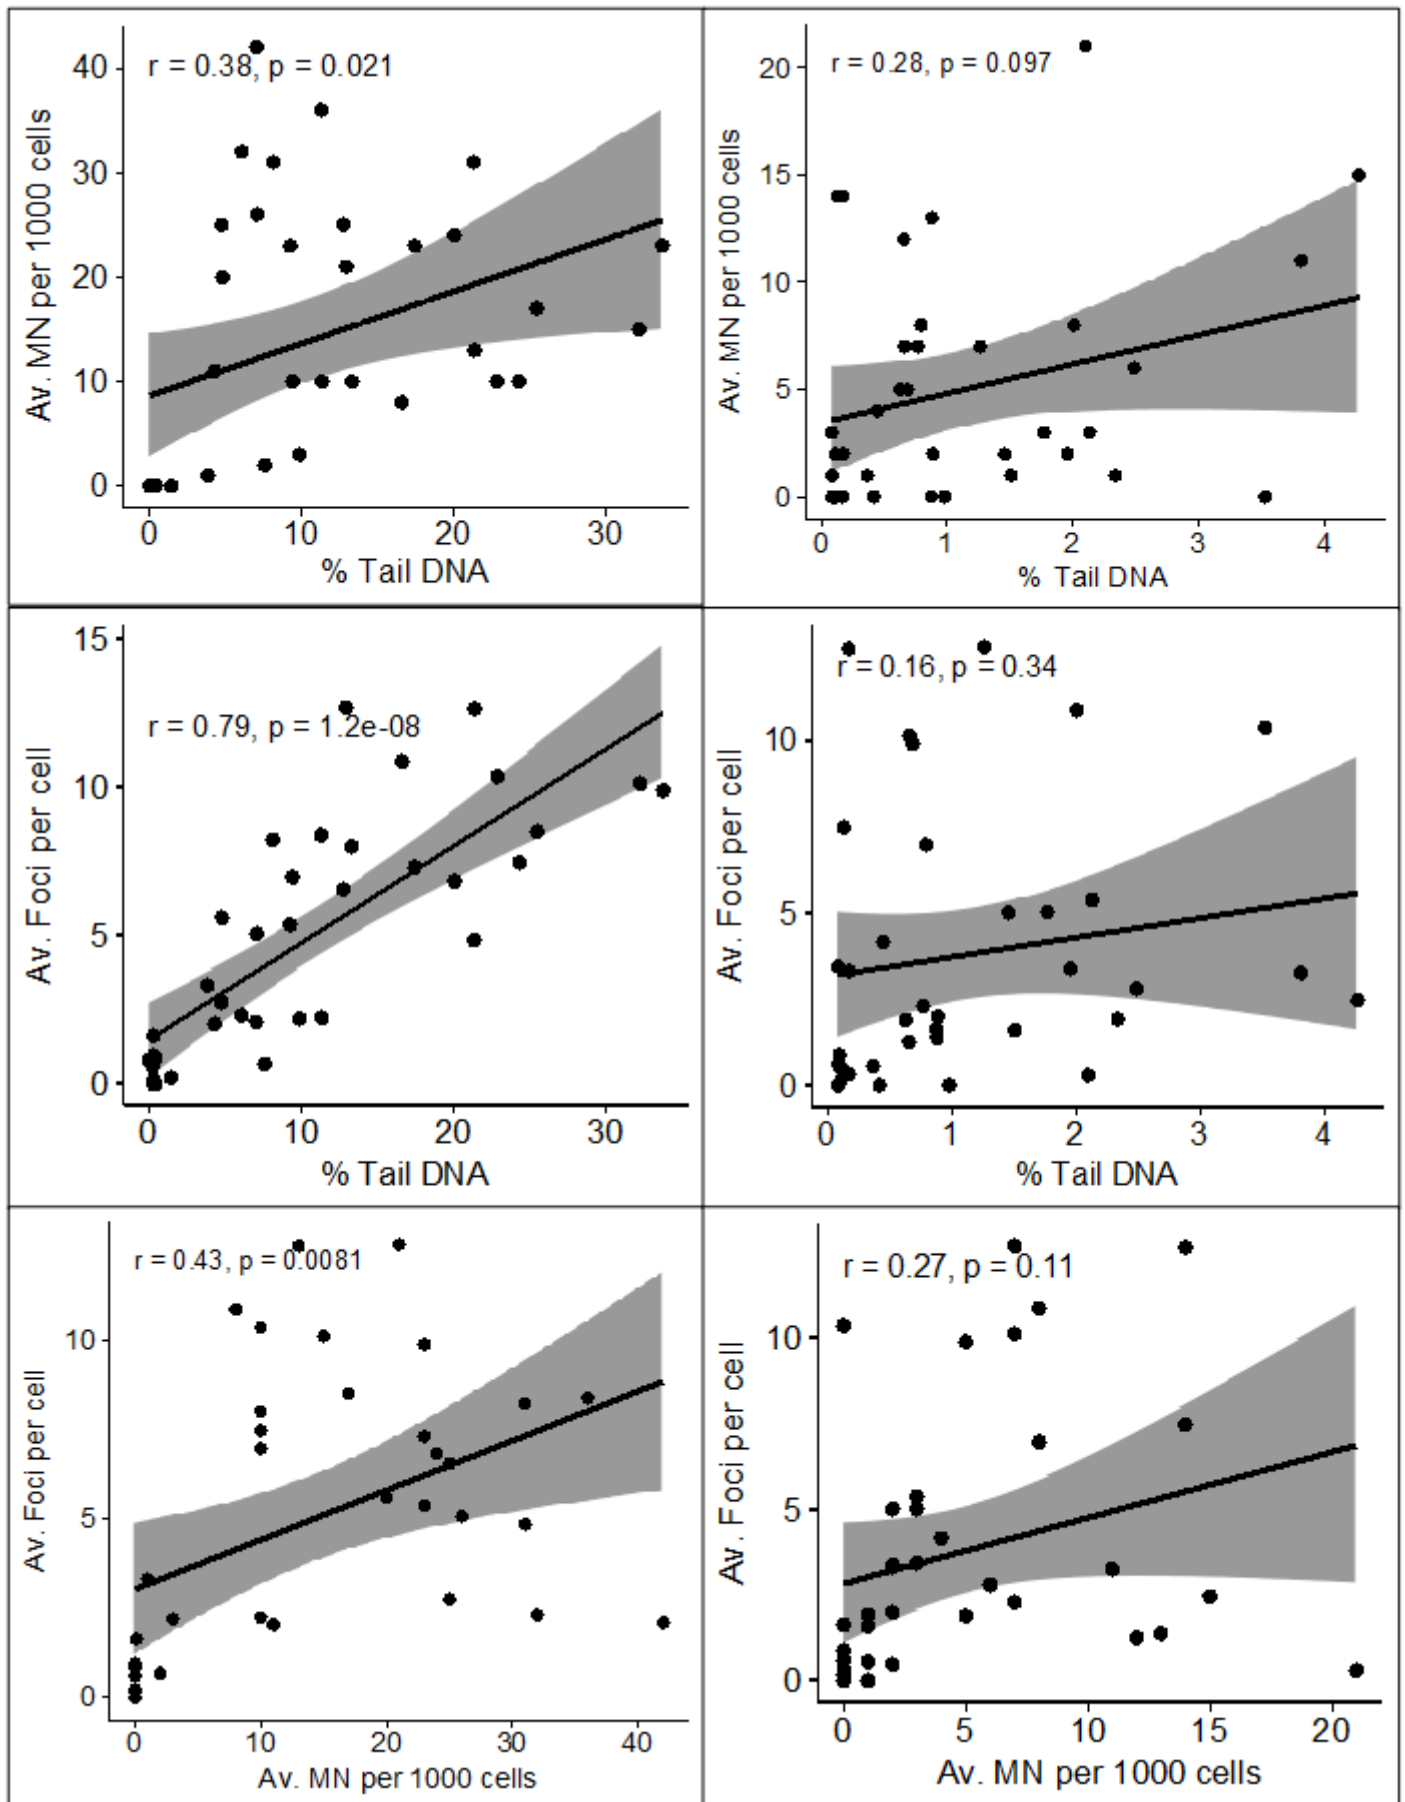 r = 0.38, p = 0.021
Av. MN per 1000 cells
40
30
20
10
0
0 10 20 30
% Tail DNA
r = 0.28, p = 0.097
Av. MN per 1000 cells
20
15
10
5
0
0 1 2 3 4
% Tail DNA
r = 0.79, p = 1.2e-08
Av. Foci per cell
15
10
5
0
0 10 20 30
% Tail DNA
r = 0.16, p = 0.34
Av. Foci per cell
10
5
0
0 1 2 3 4
% Tail DNA
r = 0.43, p = 0.0081
Av. Foci per cell
10
5
0
0 10 20 30 40
Av. MN per 1000 cells
r = 0.27, p = 0.11
Av. Foci per cell
10
5
0
0 5 10 15 20
Av. MN per 1000 cells